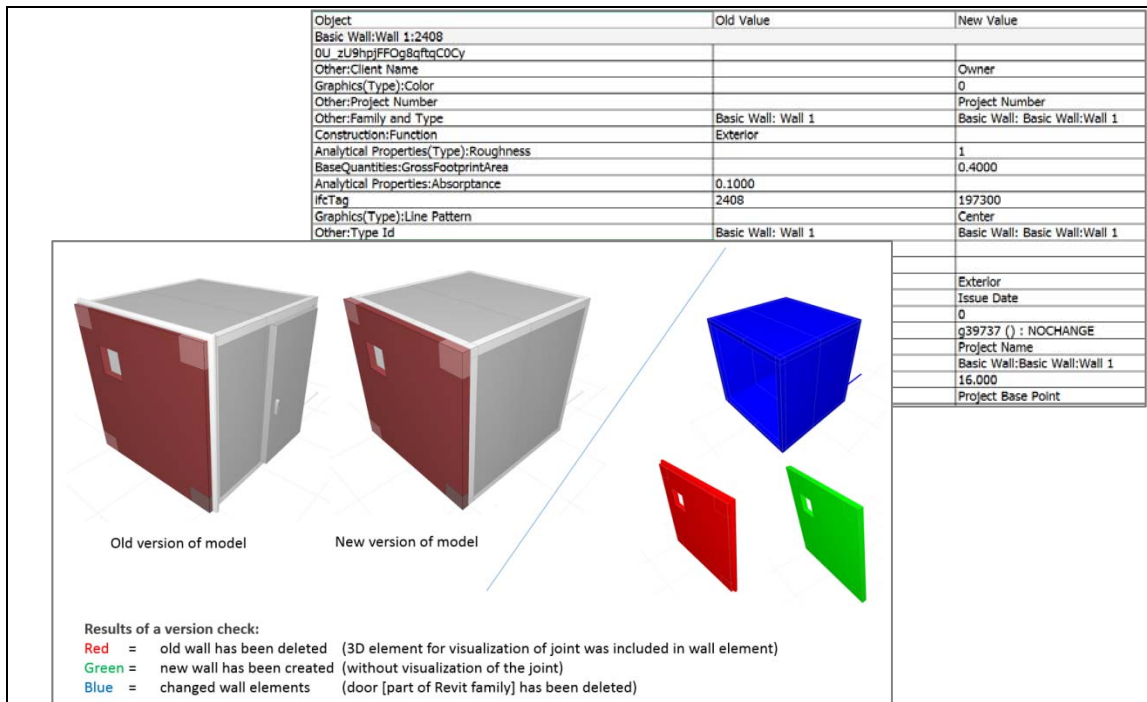 Object Old Value New Value
Basic Wall:Wall 1:2408
0U_zU9hpjFFOg8qftqC0Cy
Other:Client Name Owner
Graphics(Type):Color 0
Other:Project Number Project Number
Other:Family and Type Basic Wall: Wall 1 Basic Wall: Basic Wall:Wall 1
Construction:Function Exterior
Analytical Properties(Type):Roughness 1
BaseQuantities:GrossFootprintArea 0.4000
Analytical Properties:Absorptance 0.1000
ifcTag 2408 197300
Graphics(Type):Line Pattern Center
Other:Type Id Basic Wall: Wall 1 Basic Wall: Basic Wall:Wall 1
Exterior
Issue Date
0
g39737 () : NOCHANGE
Project Name
Basic Wall:Basic Wall:Wall 1
16.000
Project Base Point
Old version of model New version of model
Results of a version check:
Red = old wall has been deleted (3D element for visualization of joint was included in wall element)
Green = new wall has been created (without visualization of the joint)
Blue = changed wall elements (door [part of Revit family] has been deleted)